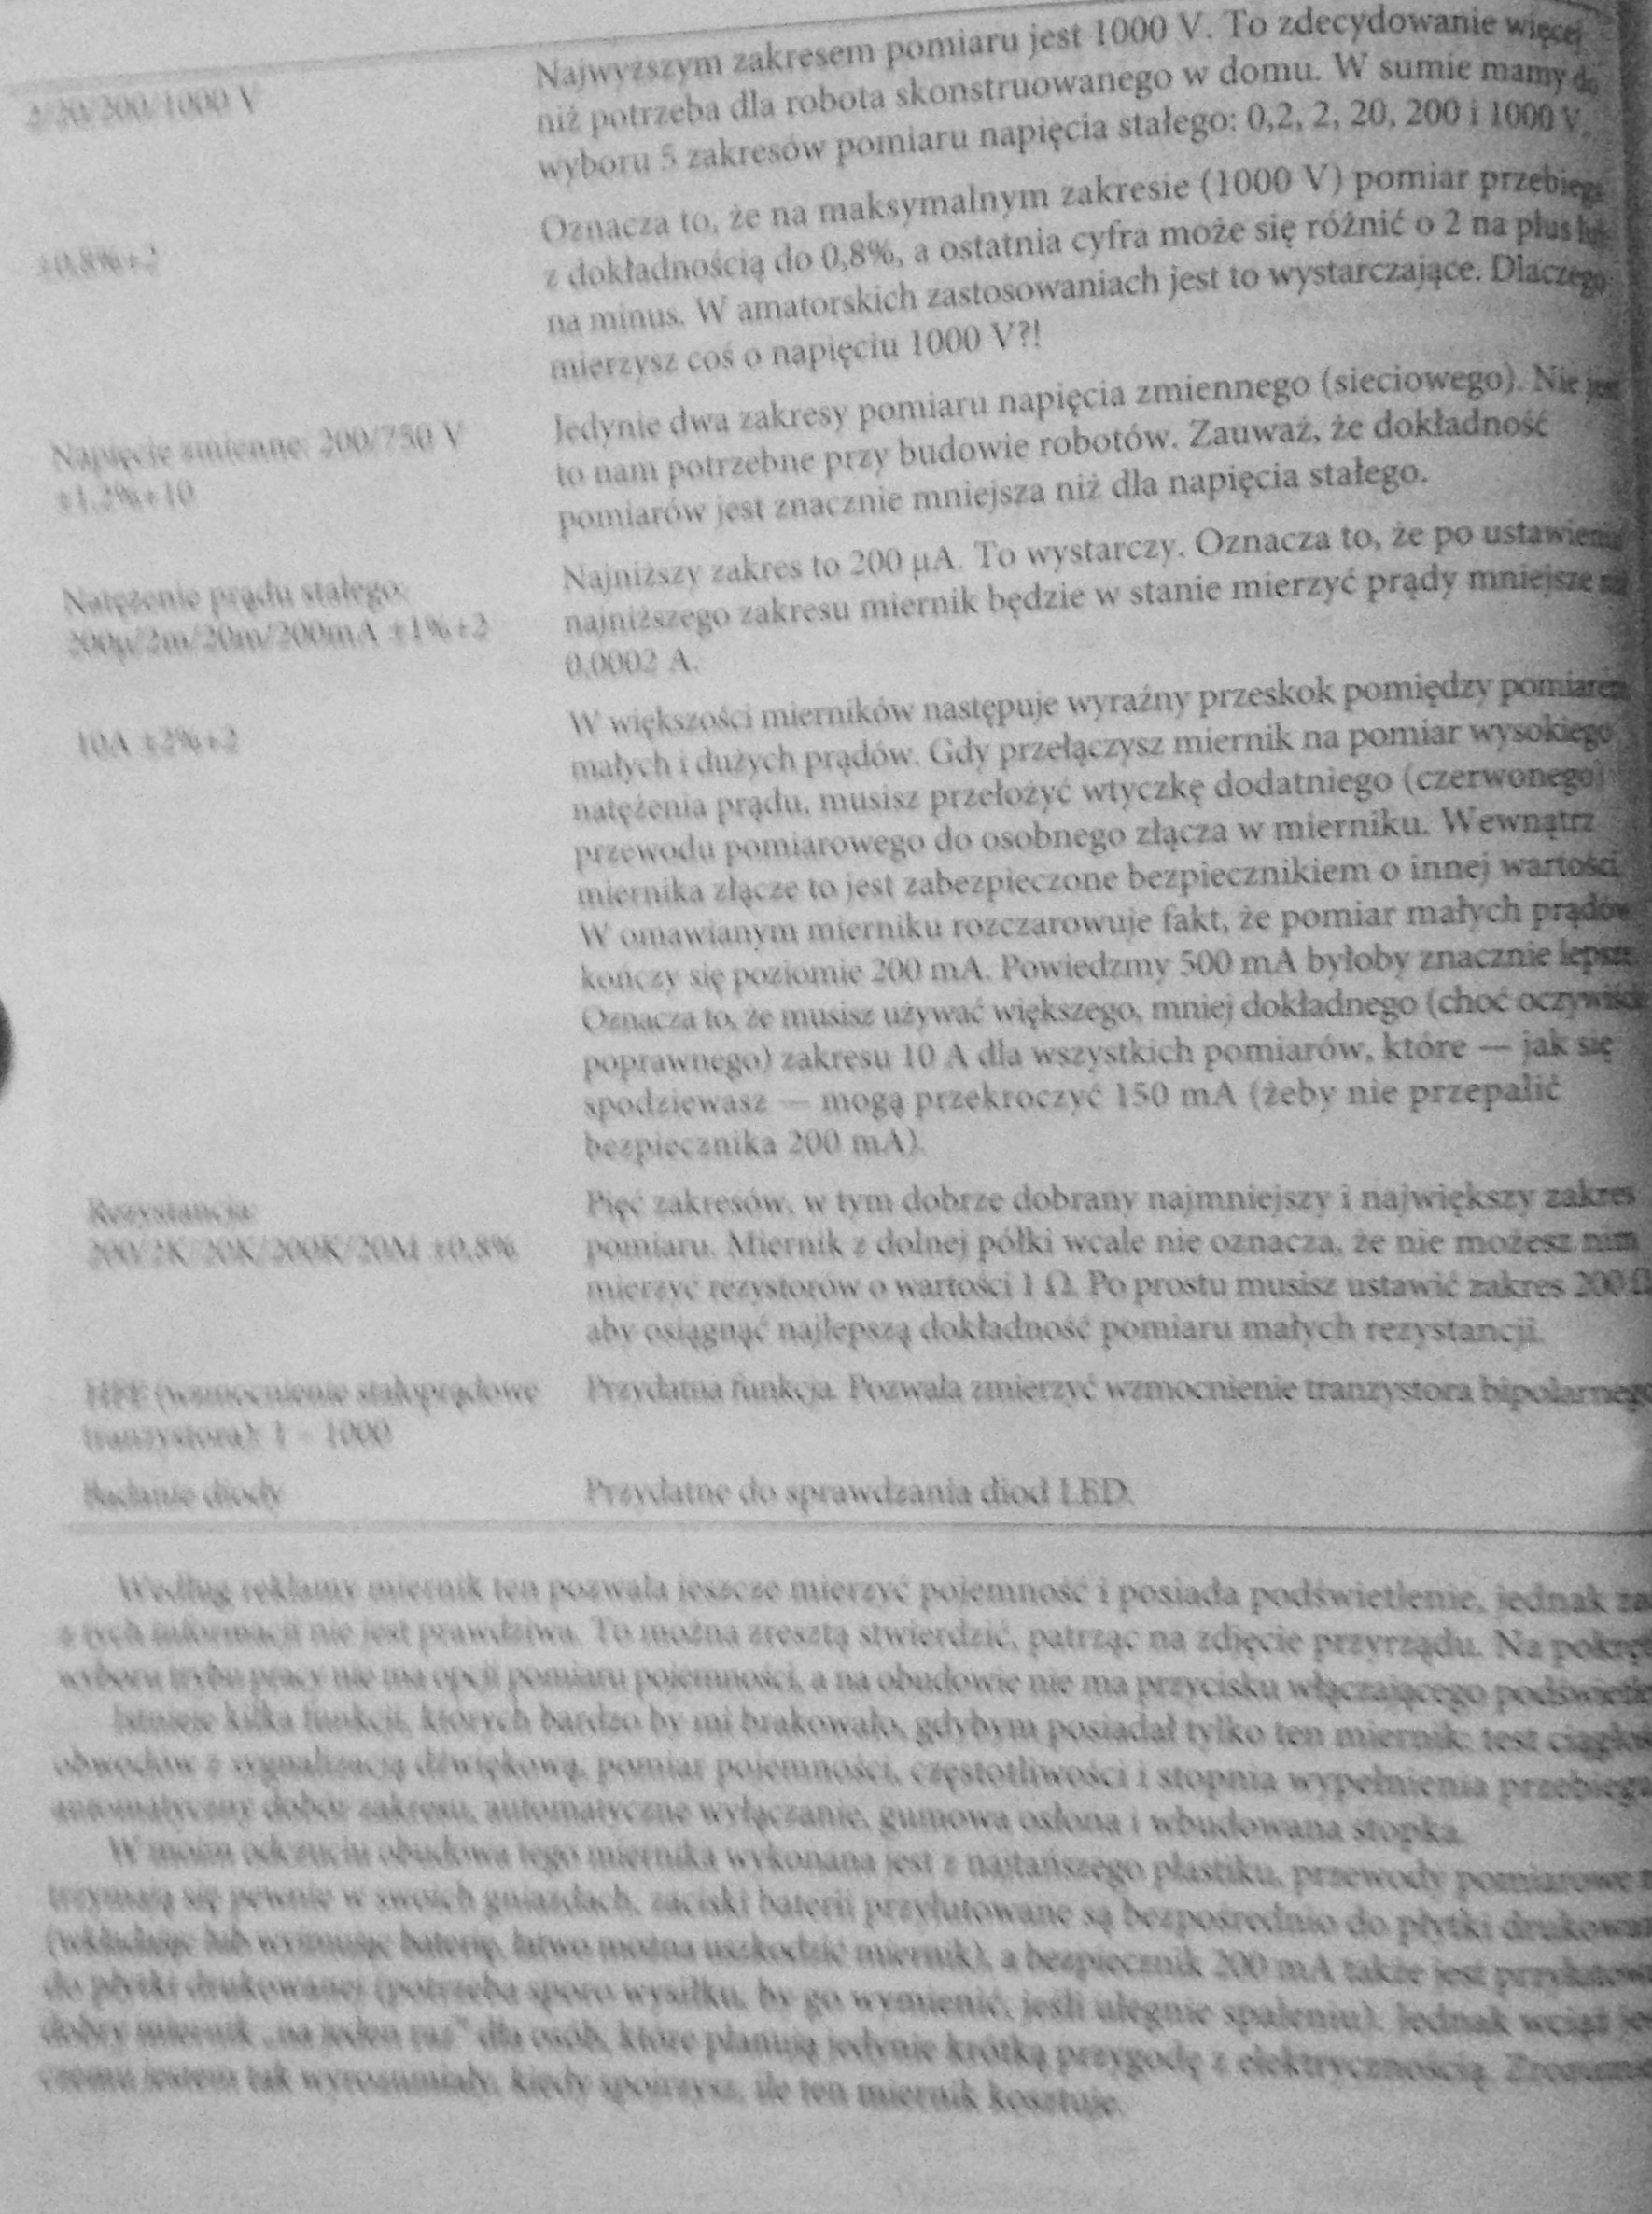 2/20/200/1000 V
Najwyższym zakresem pomiaru jest 1000 V. To zdecydowanie więcej
niż potrzeba dla robota skonstruowanego w domu. W sumie mamy do
wyboru 5 zakresów pomiaru napięcia stałego: 0,2, 2, 20, 200 i 1000 V.
±0,8%+2
Oznacza to, że na maksymalnym zakresie (1000 V) pomiar przebiega
z dokładnością do 0,8%, a ostatnia cyfra może się różnić o 2 na plus lub
na minus. W amatorskich zastosowaniach jest to wystarczające. Dlaczego
mierzysz coś o napięciu 1000 V?!
Napięcie zmienne: 200/750 V
±1,2%+10
Jedynie dwa zakresy pomiaru napięcia zmiennego (sieciowego). Nie jest
to nam potrzebne przy budowie robotów. Zauważ, że dokładność
pomiarów jest znacznie mniejsza niż dla napięcia stałego.
Natężenie prądu stałego:
200μ/2m/20m/200mA ±1%+2
Najniższy zakres to 200 μA. To wystarczy. Oznacza to, że po ustawieniu
najniższego zakresu miernik będzie w stanie mierzyć prądy mniejsze
0,0002 A.
10A ±2%+2
W większości mierników następuje wyraźny przeskok pomiędzy pomiarem
małych i dużych prądów. Gdy przełączysz miernik na pomiar wysokiego
natężenia prądu, musisz przełożyć wtyczkę dodatniego (czerwonego)
przewodu pomiarowego do osobnego złącza w mierniku. Wewnątrz
miernika złącze to jest zabezpieczone bezpiecznikiem o innej wartości.
W omawianym mierniku rozczarowuje fakt, że pomiar małych prądów
kończy się poziomie 200 mA. Powiedzmy 500 mA byłoby znacznie lepsze.
Oznacza to, że musisz używać większego, mniej dokładnego (choć oczywiście
poprawnego) zakresu 10 A dla wszystkich pomiarów, które — jak się
spodziewasz — mogą przekroczyć 150 mA (żeby nie przepalić
bezpiecznika 200 mA).
Rezystancja:
200/2K/20K/200K/20M ±0,8%
Pięć zakresów, w tym dobrze dobrany najmniejszy i największy zakres
pomiaru. Miernik z dolnej półki wcale nie oznacza, że nie możesz nim
mierzyć rezystorów o wartości 1 Ω. Po prostu musisz ustawić zakres 200 Ω,
aby osiągnąć najlepszą dokładność pomiaru małych rezystancji.
HFE (wzmocnienie stałoprądowe
tranzystora): 1 – 1000
Przydatna funkcja. Pozwala zmierzyć wzmocnienie tranzystora bipolarnego
Badanie diody
Przydatne do sprawdzania diod LED.
Według reklamy miernik ten pozwala jeszcze mierzyć pojemność i posiada podświetlenie, jednak
z tych informacji nie jest prawdziwa. To można zresztą stwierdzić, patrząc na zdjęcie przyrządu. Na
wyboru trybu pracy nie ma opcji pomiaru pojemności, a na obudowie nie ma przycisku włączającego
Istnieje kilka funkcji, których bardzo by mi brakowało, gdybym posiadał tylko ten miernik: test
obwodów z sygnalizacją dźwiękową, pomiar pojemności, częstotliwości i stopnia wypełnienia
automatyczny dobór zakresu, automatyczne wyłączanie, gumowa osłona i wbudowana stopka.
W moim odczuciu obudowa tego miernika wykonana jest z najtańszego plastiku, przewody pomiarowe
trzymają się pewnie w swoich gniazdach, zaciski baterii przylutowane są bezpośrednio do płytki
(wkładając lub wyjmując baterię, łatwo można uszkodzić miernik), a bezpiecznik 200 mA także jest
do płytki drukowanej (potrzeba sporo wysiłku, by go wymienić, jeśli ulegnie spaleniu). Jednak wciąż
dobry miernik „na jeden raz” dla osób, które planują jedynie krótką przygodę z elektrycznością.
czemu jestem tak wyrozumiały, kiedy spojrzysz, ile ten miernik kosztuje.